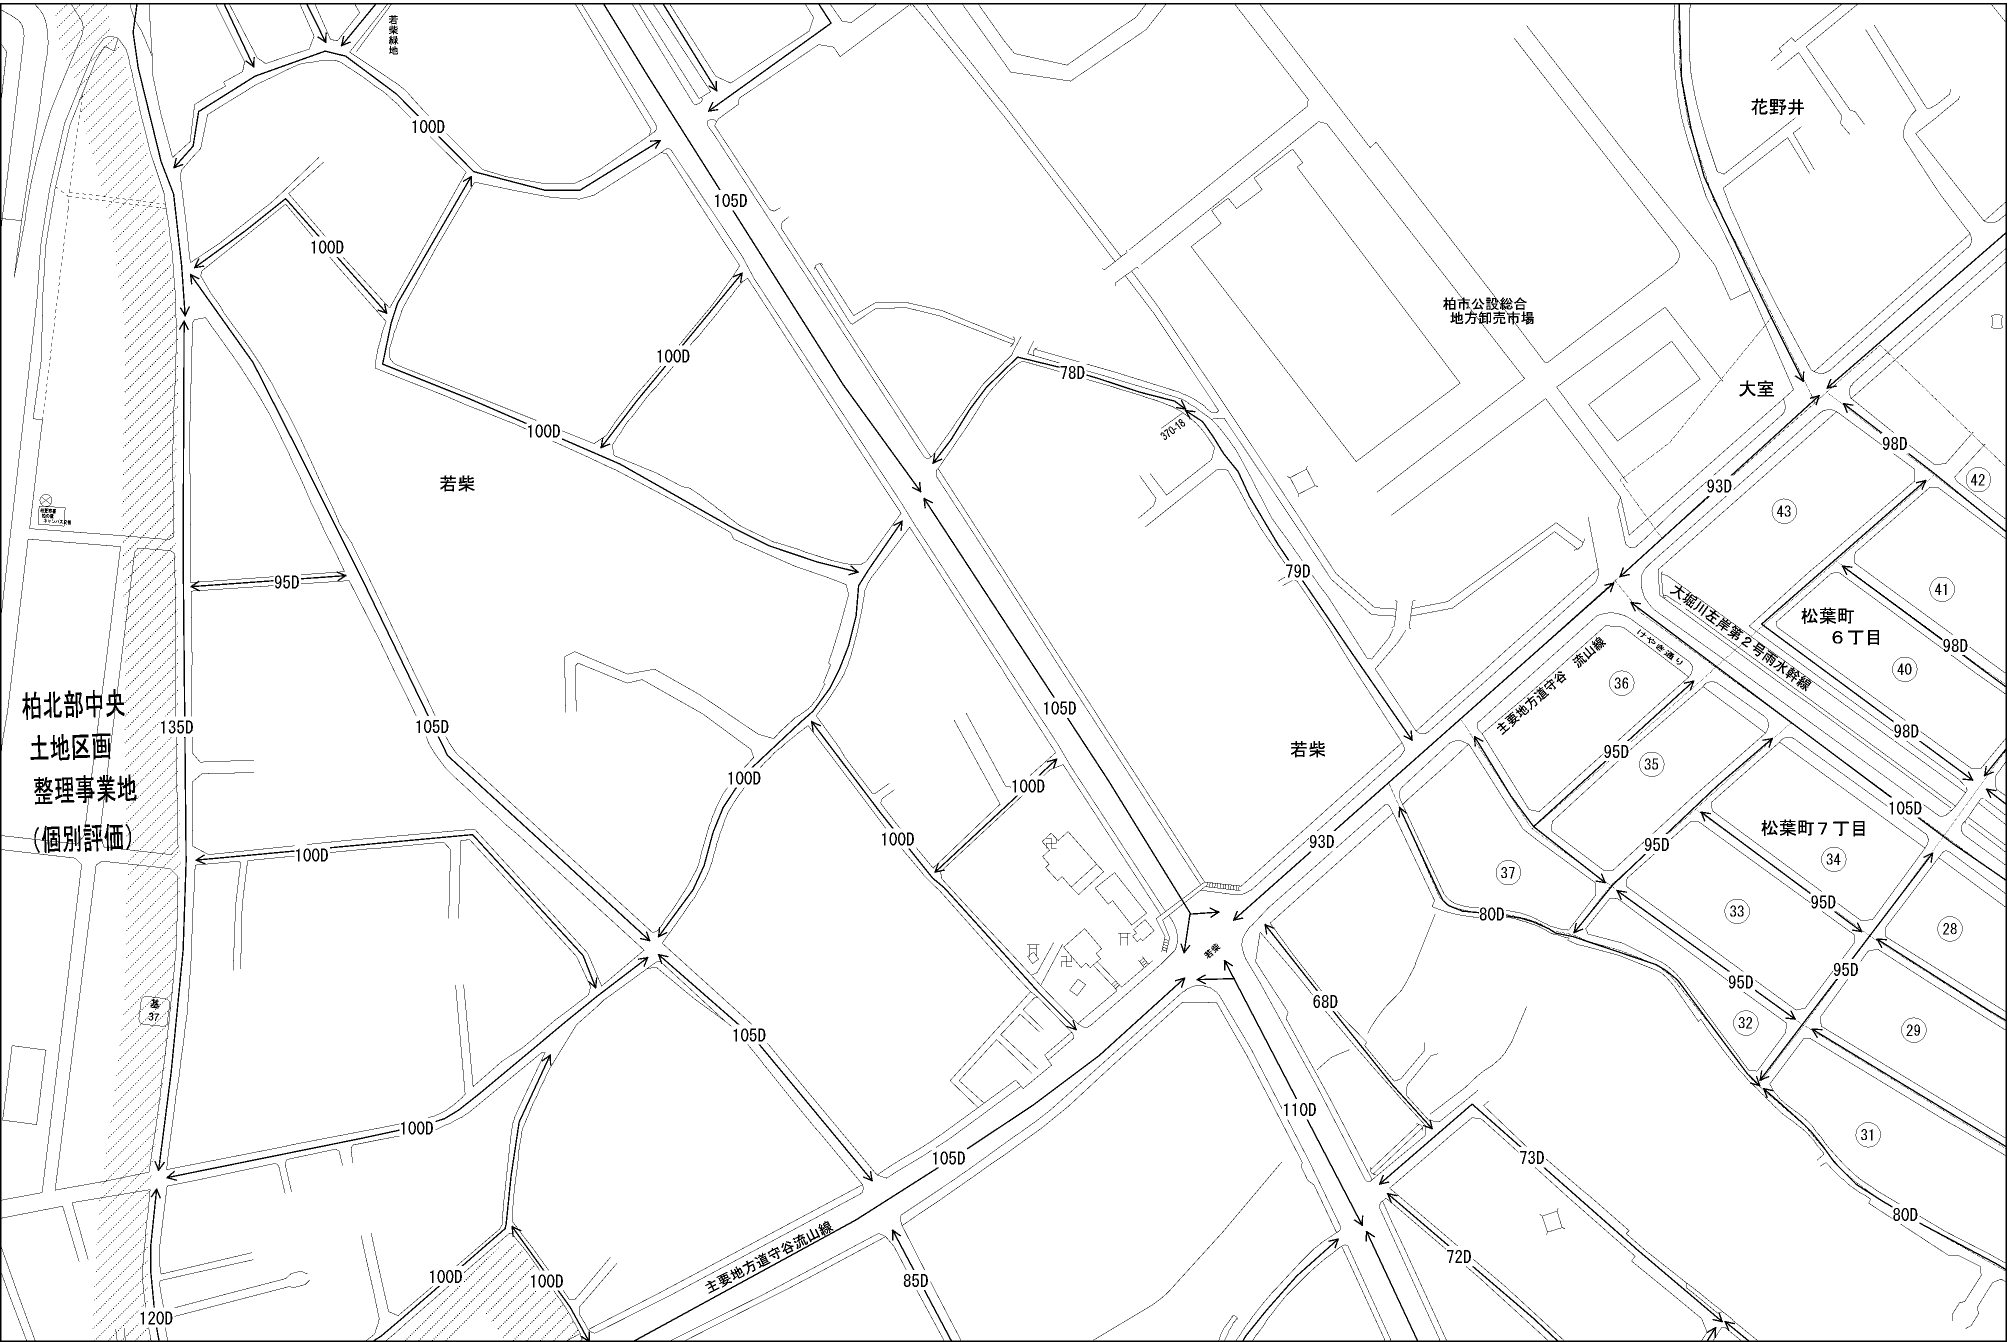 若柴緑地
100D
105D
花野井
100D
柏市公設総合
地方卸売市場
100D
78D
大室
370-18
100D
98D
若柴
93D
42
43
79D
95D
大堀川左岸第2号雨水幹線
41
松葉町
6丁目
98D
けやき通り
40
主要地方道守谷 流山線
36
柏北部中央
土地区画
整理事業地
(個別評価)
135D
105D
105D
98D
若柴
95D
35
100D
100D
105D
松葉町7丁目
100D
93D
95D
34
100D
37
95D
33
80D
28
若柴
95D
95D
基
37
68D
32
29
105D
110D
100D
31
105D
73D
80D
主要地方道守谷流山線
72D
100D
100D
85D
120D